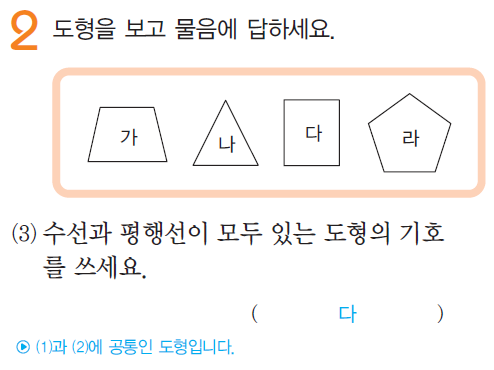 2 도형을 보고 물음에 답하세요.
가 나 다 라
(3) 수선과 평행선이 모두 있는 도형의 기호
를 쓰세요.
( 다 )
(1)과 (2)에 공통인 도형입니다.